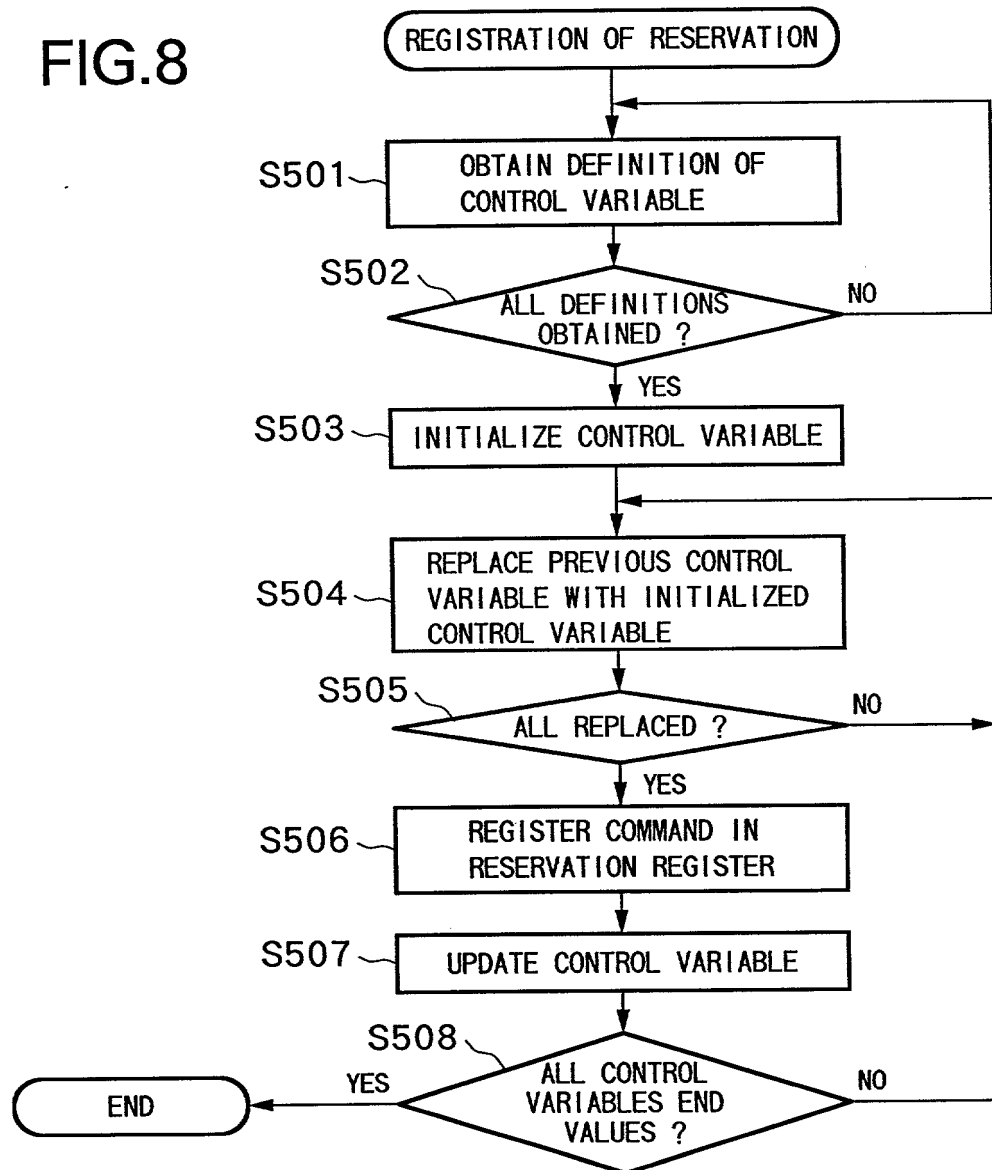 FIG.8
REGISTRATION OF RESERVATION
S501
OBTAIN DEFINITION OF
CONTROL VARIABLE
S502
ALL DEFINITIONS
OBTAINED ?
NO
YES
S503
INITIALIZE CONTROL VARIABLE
S504
REPLACE PREVIOUS CONTROL
VARIABLE WITH INITIALIZED
CONTROL VARIABLE
S505
ALL REPLACED ?
NO
YES
S506
REGISTER COMMAND IN
RESERVATION REGISTER
S507
UPDATE CONTROL VARIABLE
S508
ALL CONTROL
VARIABLES END
VALUES ?
YES
NO
END